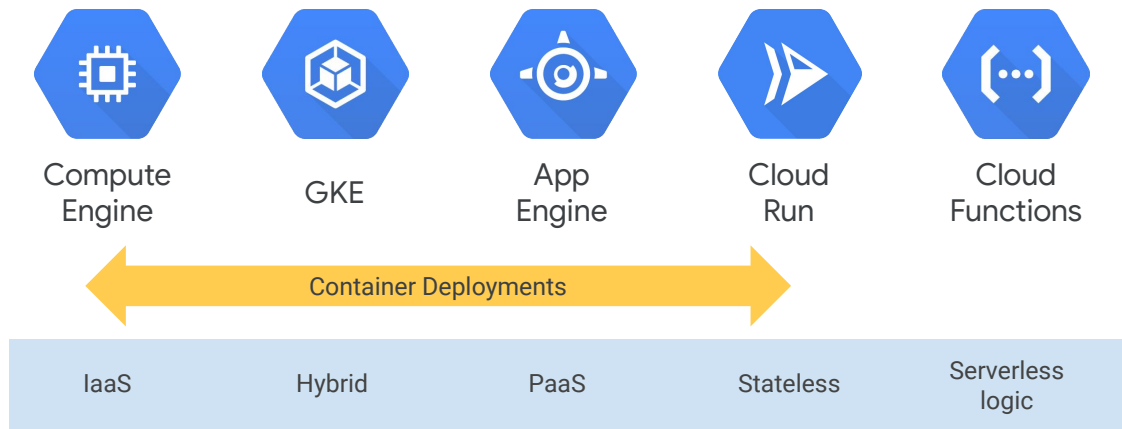 Compute
Engine
GKE
App
Engine
Cloud
Run
Cloud
Functions
Container Deployments
IaaS
Hybrid
PaaS
Stateless
Serverless
logic